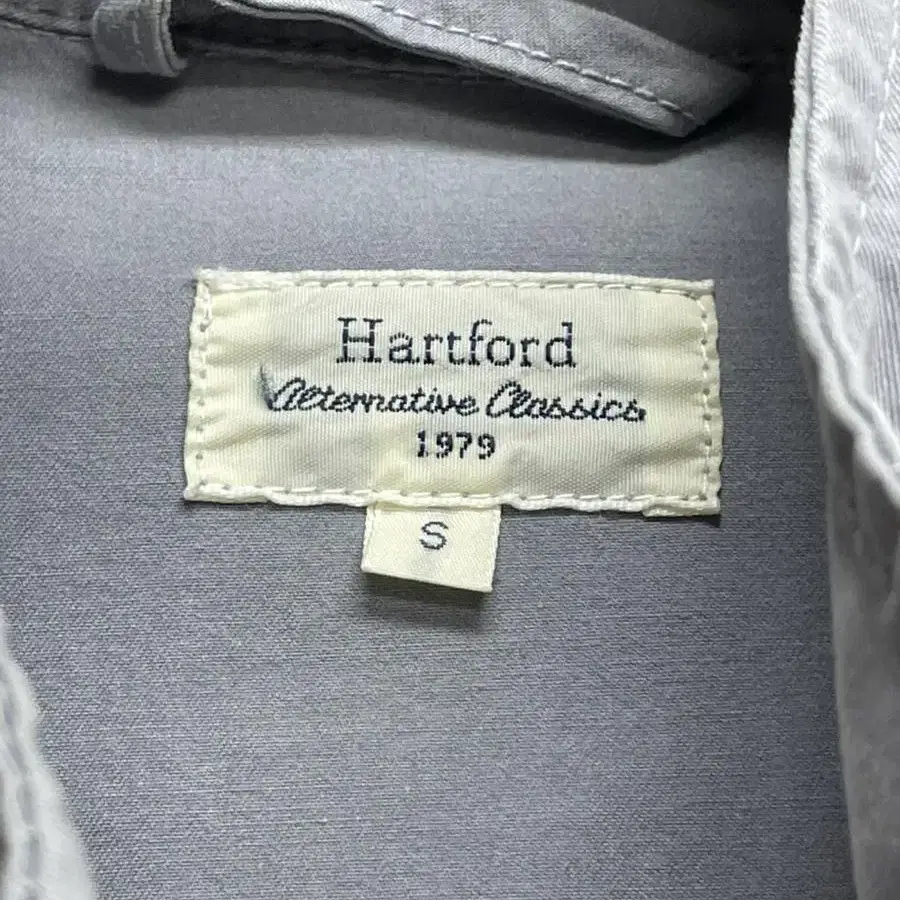 Hartford
Alternative Classics
1979
S